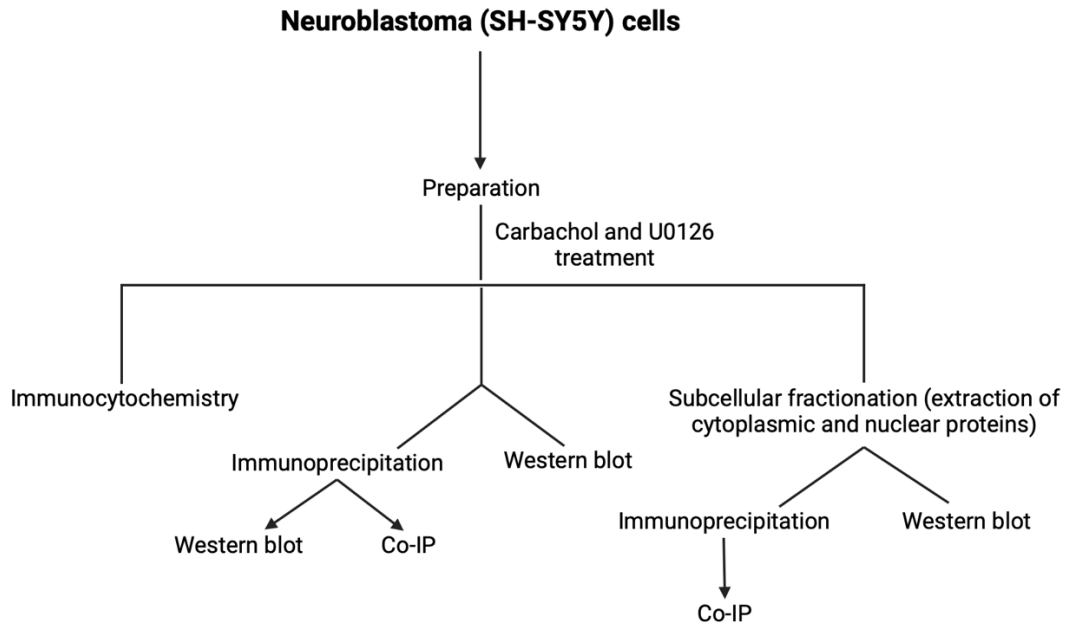 Neuroblastoma (SH-SY5Y) cells
Preparation
Carbachol and U0126
treatment
Immunocytochemistry
Subcellular fractionation (extraction of
cytoplasmic and nuclear proteins)
Immunoprecipitation
Western blot
Western blot
Co-IP
Immunoprecipitation
Western blot
Co-IP